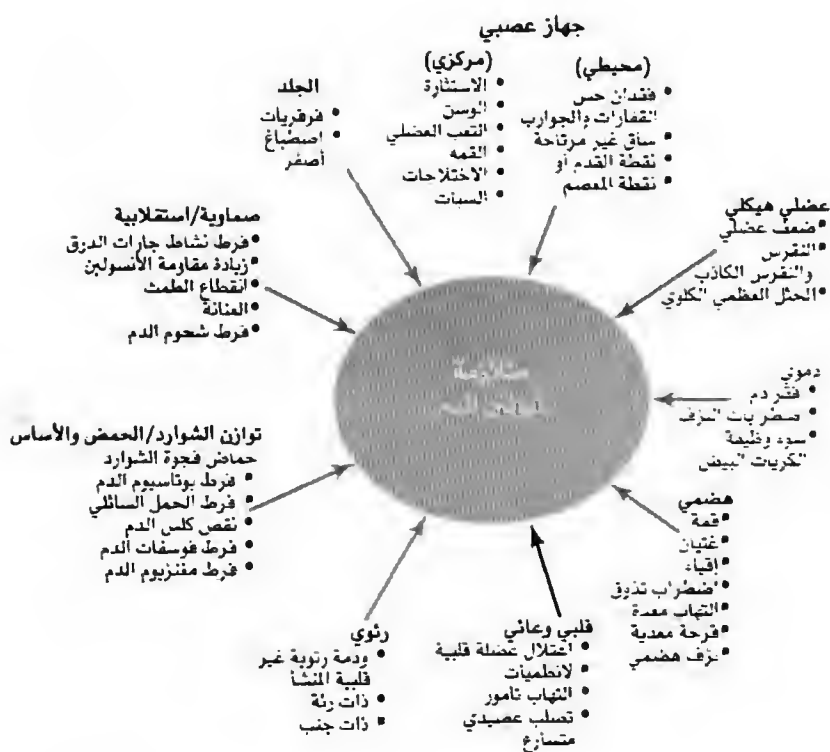 جهاز عصبي
(محيطي)
• فقدان حس
القفازات والجوارب
• ساق غير مرتاحة
• نقطة القدم أو
نقطة المعصم
(مركزي)
• الاستثارة
• الوسن
• التعب العضلي
• القمه
• الاختلاجات
• السبات
الجلد
• فرفريات
• اصطباغ
أصفر
عضلي هيكلي
• ضعف عضلي
• النقرس
والنقرس الكاذب
• الحثل العظمي الكلوي
صماوية/استقلابية
• فرط نشاط جارات الدرق
• زيادة مقاومة الأنسولين
• انقطاع الطمث
• العنانة
• فرط شحوم الدم
متلازمة
دموي
• فقر دم
• اضطرابات النزف
• سوء وظيفة
الكريات البيض
توازن الشوارد/الحمض والأساس
حماض فجوة الشوارد
• فرط بوتاسيوم الدم
• فرط الحمل السائلي
• نقص كلس الدم
• فرط فوسفات الدم
• فرط مغنزيوم الدم
هضمي
• قمة
• غثيان
• إقياء
• اضطراب تذوق
• التهاب معدة
• قرحة معدية
• نزف هضمي
قلبي وعائي
• اعتلال عضلة قلبية
• لانظميات
• التهاب تامور
• تصلب عصيدي
متسارع
رئوي
• وذمة رئوية غير
قلبية المنشأ
• ذات رئة
• ذات جنب